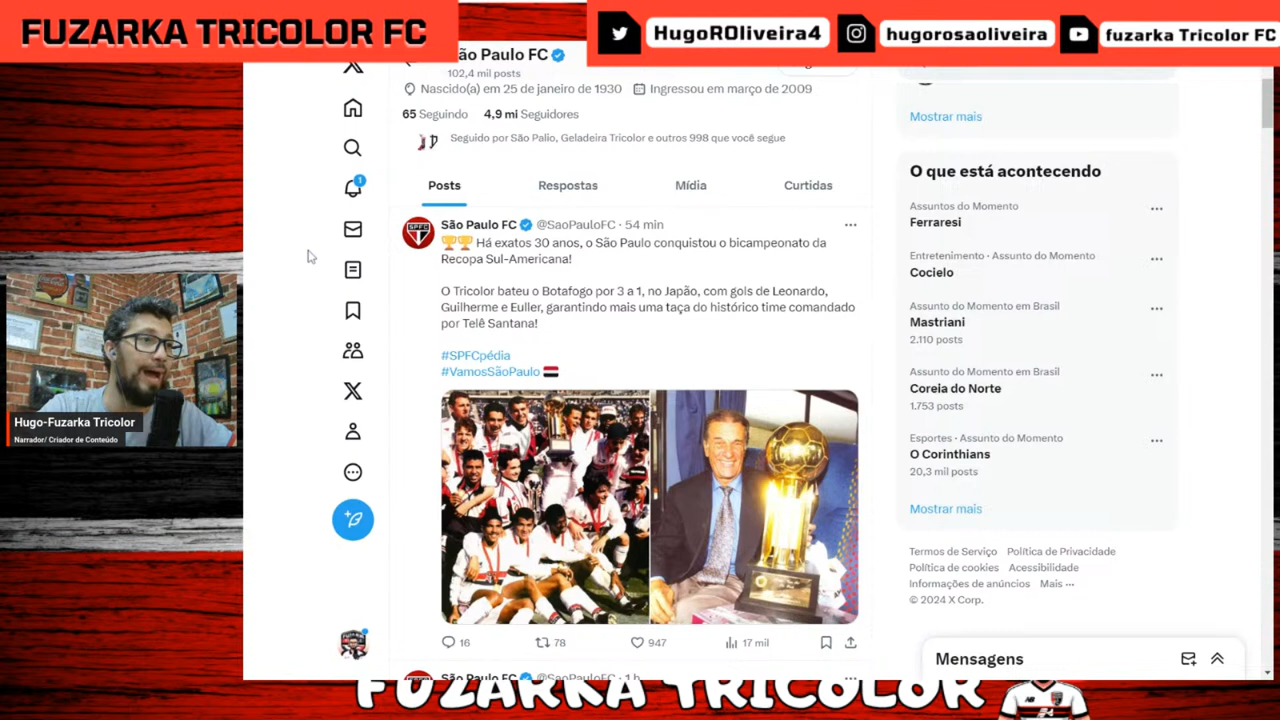 FUZARKA TRICOLOR FC
HugoROliveira4
hugorosaoliveira
fuzarka Tricolor FC
São Paulo FC
102,4 mil posts
Nascido(a) em 25 de janeiro de 1930
Ingressou em março de 2009
65 Seguindo
4,9 mi Seguidores
Seguido por São Palio, Geladeira Tricolor e outros 998 que você segue
Posts
Respostas
Mídia
Curtidas
São Paulo FC @SaoPauloFC · 54 min
🏆🏆 Há exatos 30 anos, o São Paulo conquistou o bicampeonato da
Recopa Sul-Americana!
O Tricolor bateu o Botafogo por 3 a 1, no Japão, com gols de Leonardo,
Guilherme e Euller, garantindo mais uma taça do histórico time comandado
por Telê Santana!
#SPFCpédia
#VamosSãoPaulo
SPFC
16
78
947
17 mil
São Paulo FC @SaoPauloFC · 1 h
Mostrar mais
O que está acontecendo
Assuntos do Momento
Ferraresi
Entretenimento · Assunto do Momento
Cocielo
Assunto do Momento em Brasil
Mastriani
2.110 posts
Assunto do Momento em Brasil
Coreia do Norte
1.753 posts
Esportes · Assunto do Momento
O Corinthians
20,3 mil posts
Mostrar mais
Termos de Serviço Política de Privacidade
Política de cookies Acessibilidade
Informações de anúncios Mais ···
© 2024 X Corp.
Mensagens
1
Hugo-Fuzarka Tricolor
Narrador/ Criador de Conteúdo
FUZARKA TRICOLOR